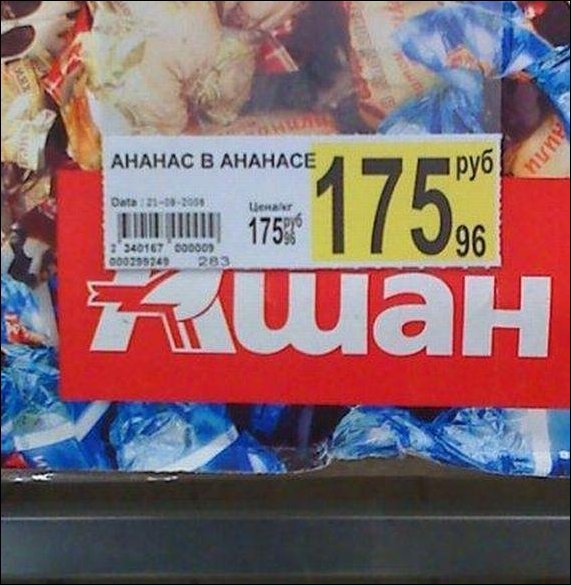 АНАНАС В АНАНАСЕ
175 руб 96
Data : 21-08-2008
Цена/кг
175 руб 96
2 340167 000009
000299249 283
Ашан